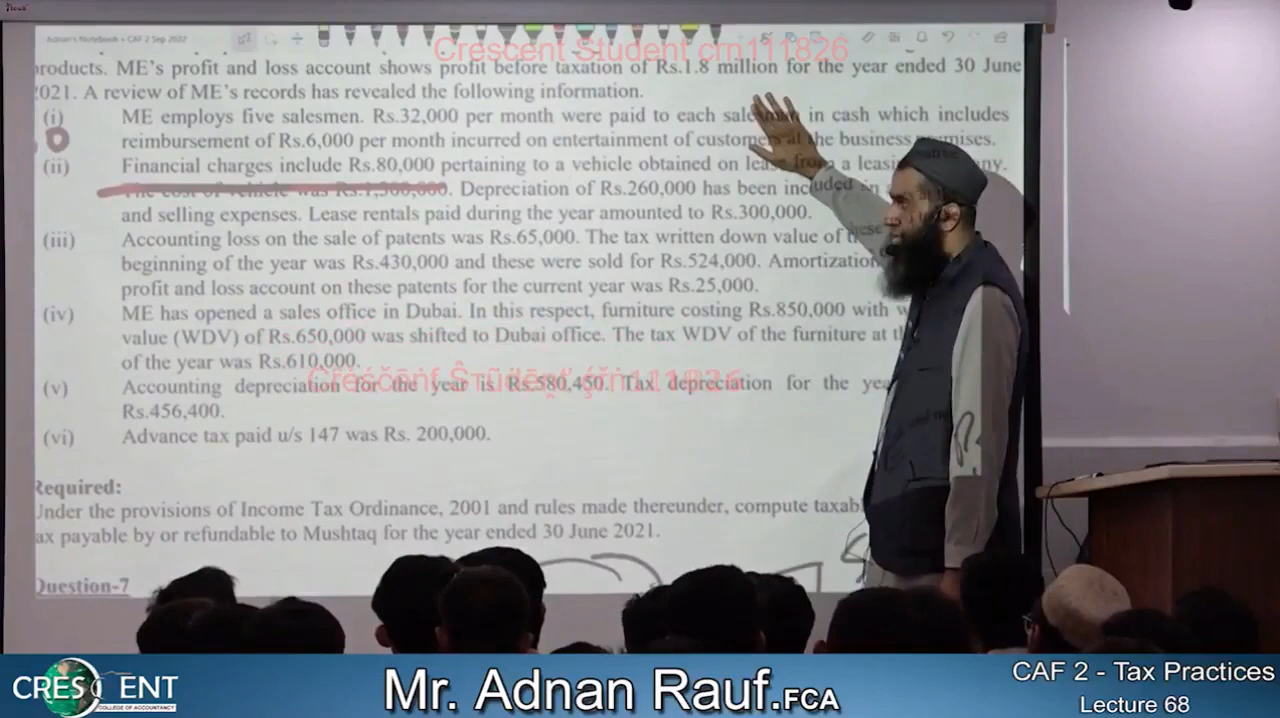 Adnan's Notebook • CAF 2 Sep 2022
Crescent Student crn111826
products. ME's profit and loss account shows profit before taxation of Rs.1.8 million for the year ended 30 June
2021. A review of ME's records has revealed the following information.
(i) ME employs five salesmen. Rs.32,000 per month were paid to each salesman in cash which includes
reimbursement of Rs.6,000 per month incurred on entertainment of customers at the business premises.
(ii) Financial charges include Rs.80,000 pertaining to a vehicle obtained on lease from a leasing company.
The cost of vehicle was Rs.1,300,000. Depreciation of Rs.260,000 has been included in
and selling expenses. Lease rentals paid during the year amounted to Rs.300,000.
(iii) Accounting loss on the sale of patents was Rs.65,000. The tax written down value of these
beginning of the year was Rs.430,000 and these were sold for Rs.524,000. Amortization
profit and loss account on these patents for the current year was Rs.25,000.
(iv) ME has opened a sales office in Dubai. In this respect, furniture costing Rs.850,000 with
value (WDV) of Rs.650,000 was shifted to Dubai office. The tax WDV of the furniture at
of the year was Rs.610,000.
(v) Accounting depreciation for the year is Rs.580,450. Tax depreciation for the
Rs.456,400.
(vi) Advance tax paid u/s 147 was Rs. 200,000.
Required:
Under the provisions of Income Tax Ordinance, 2001 and rules made thereunder, compute
tax payable by or refundable to Mushtaq for the year ended 30 June 2021.
Question-7
CRESCENT
COLLEGE OF ACCOUNTANCY
Mr. Adnan Rauf.FCA
CAF 2 - Tax Practices
Lecture 68